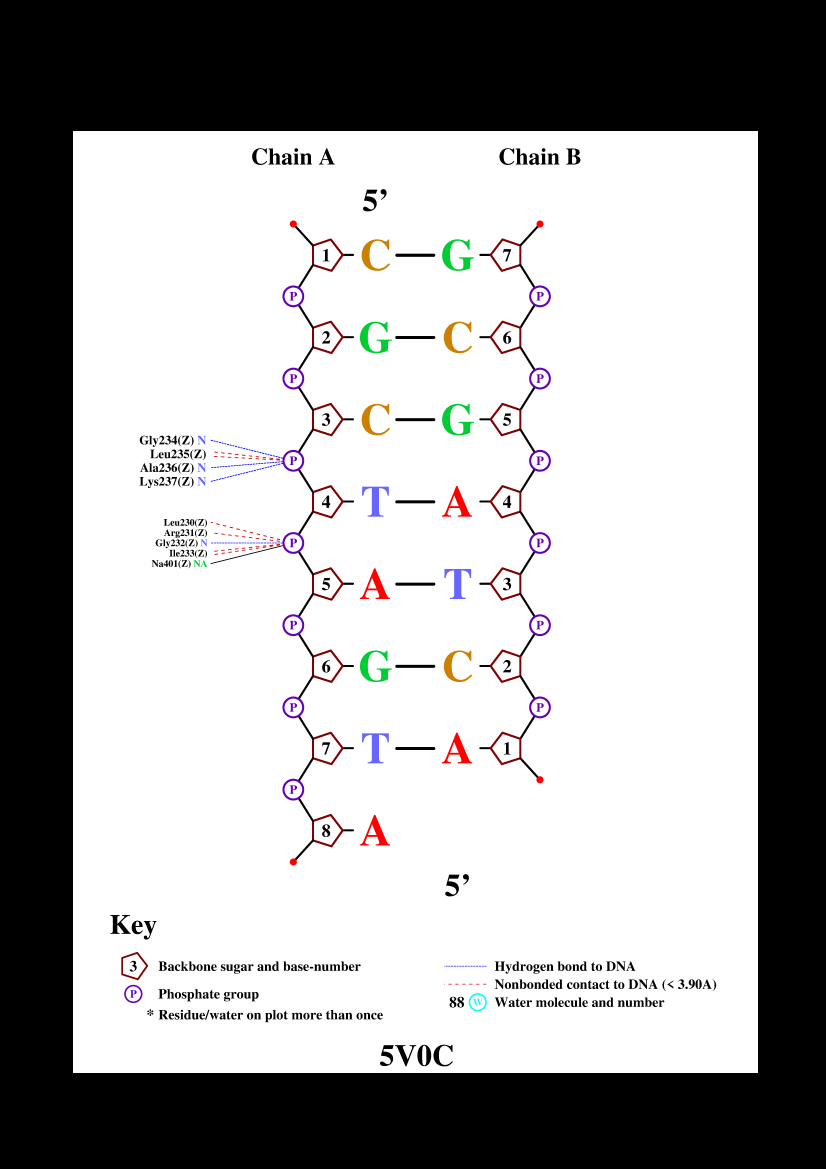 Chain A Chain B
5’
1 C G 7
P P
2 G C 6
P P
3 C G 5
Gly234(Z) N
Leu235(Z)
P P
Ala236(Z) N
Lys237(Z) N
4 T A 4
Leu230(Z)
Arg231(Z)
Gly232(Z) N
P P
Ile233(Z)
Na401(Z) NA
5 A T 3
P P
6 G C 2
P P
7 T A 1
P
8 A
5’
Key
3 Backbone sugar and base-number
P Phosphate group
* Residue/water on plot more than once
Hydrogen bond to DNA
Nonbonded contact to DNA (< 3.90A)
88 W Water molecule and number
5V0C